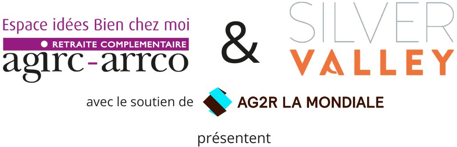 Espace idées Bien chez moi
RETRAITE COMPLEMENTAIRE
agirc-arrco
&
SILVER
VALLEY
avec le soutien de AG2R LA MONDIALE
présentent